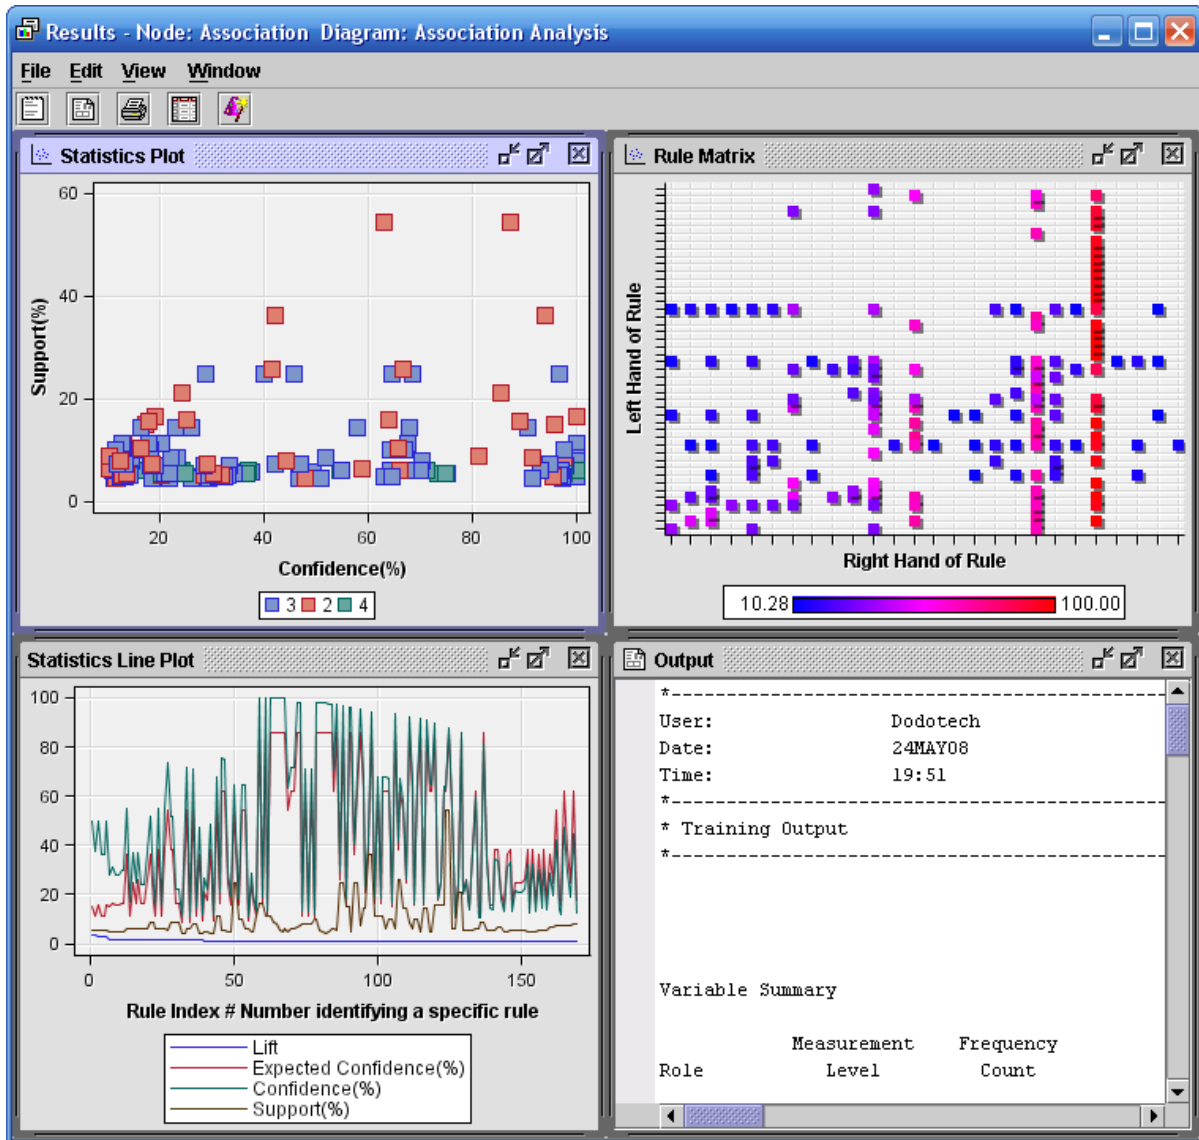 Results - Node: Association Diagram: Association Analysis
File Edit View Window
Statistics Plot
60
40
20
0
Support(%)
20 40 60 80 100
Confidence(%)
3 2 4
Rule Matrix
Left Hand of Rule
Right Hand of Rule
10.28 100.00
Statistics Line Plot
100
80
60
40
20
0
0 50 100 150
Rule Index # Number identifying a specific rule
Lift
Expected Confidence(%)
Confidence(%)
Support(%)
Output
*------------------------------------------------
User: Dodotech
Date: 24MAY08
Time: 19:51
*------------------------------------------------
* Training Output
*------------------------------------------------
Variable Summary
Measurement Frequency
Role Level Count